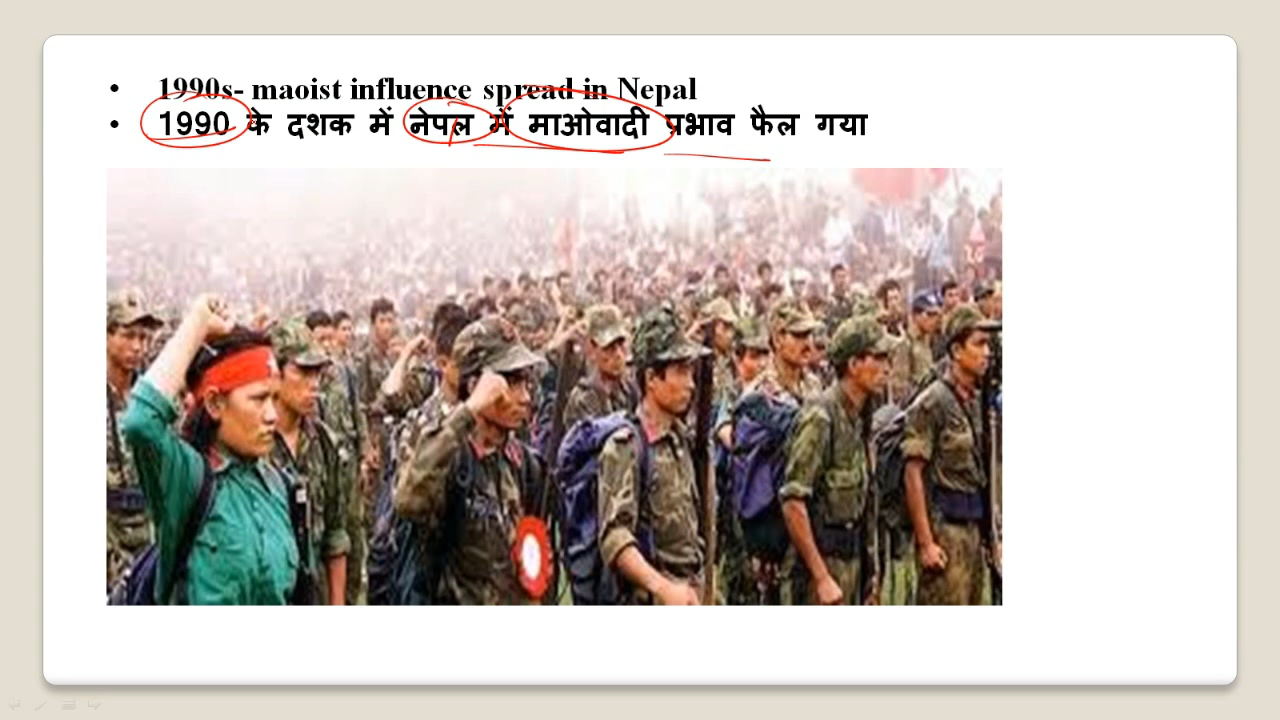 • 1990s- maoist influence spread in Nepal
• 1990 के दशक में नेपल में माओवादी प्रभाव फैल गया